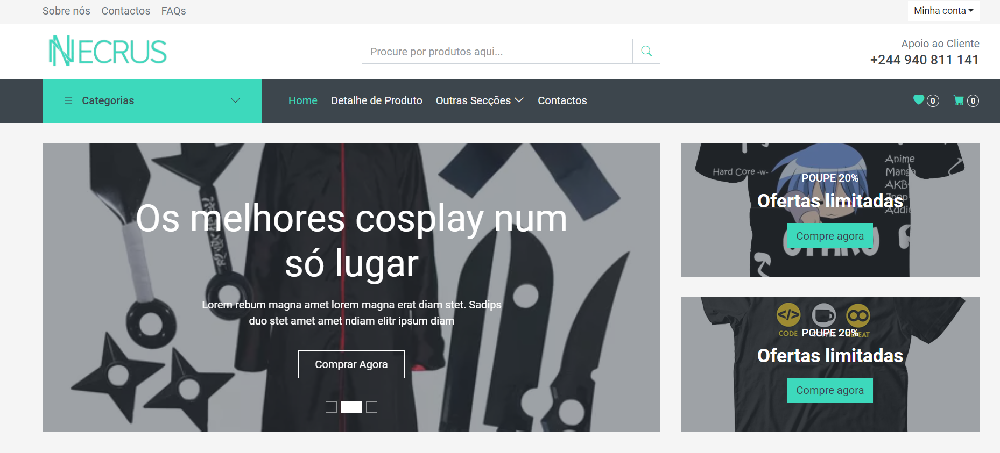 Sobre nós Contactos FAQs
Minha conta
NECRUS
Procure por produtos aqui...
Apoio ao Cliente
+244 940 811 141
Categorias
Home Detalhe de Produto Outras Secções Contactos
0 0
Os melhores cosplay num
só lugar
Lorem rebum magna amet lorem magna erat diam stet. Sadips
duo stet amet amet ndiam elitr ipsum diam
Comprar Agora
Hard Core -w-
Anime
Manga
AKB
Jpop
Addic
POUPE 20%
Ofertas limitadas
Compre agora
CODE
POUPE 20%
Ofertas limitadas
Compre agora